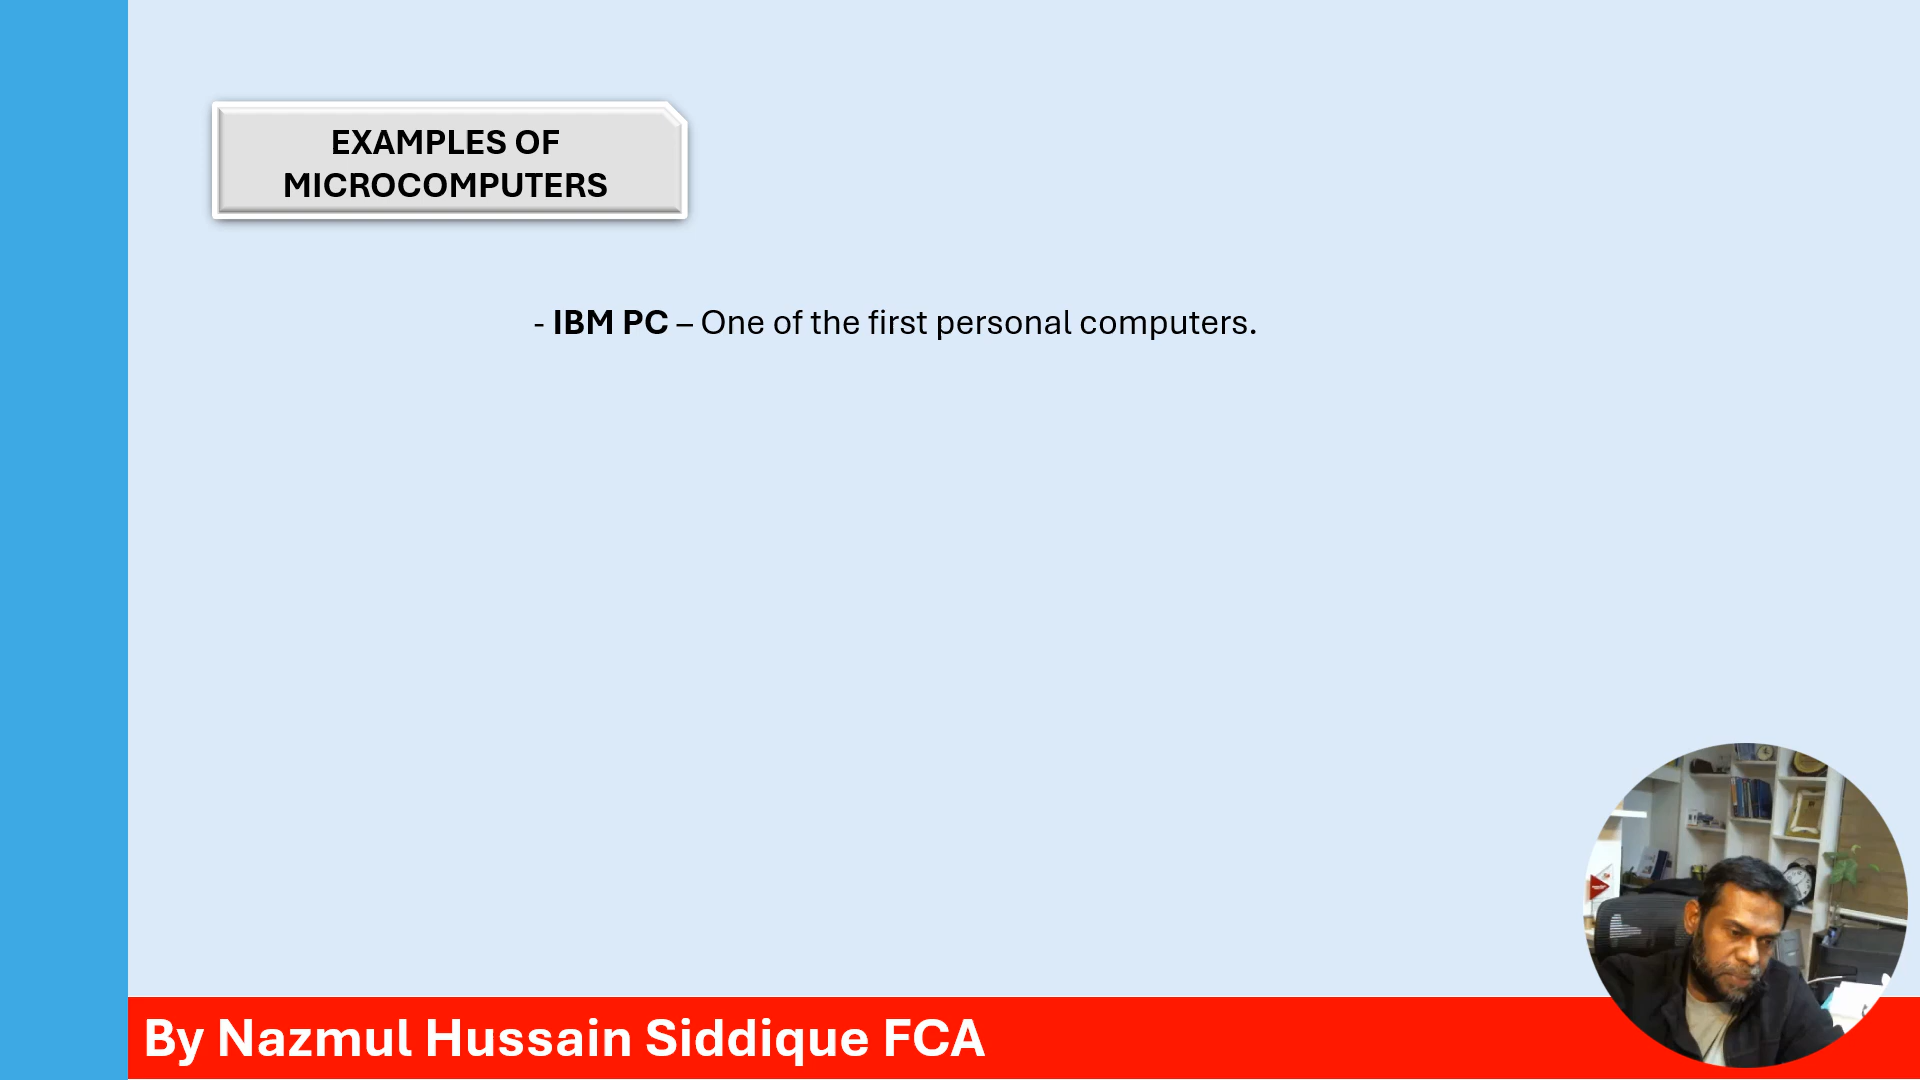 EXAMPLES OF
MICROCOMPUTERS
- IBM PC – One of the first personal computers.
By Nazmul Hussain Siddique FCA